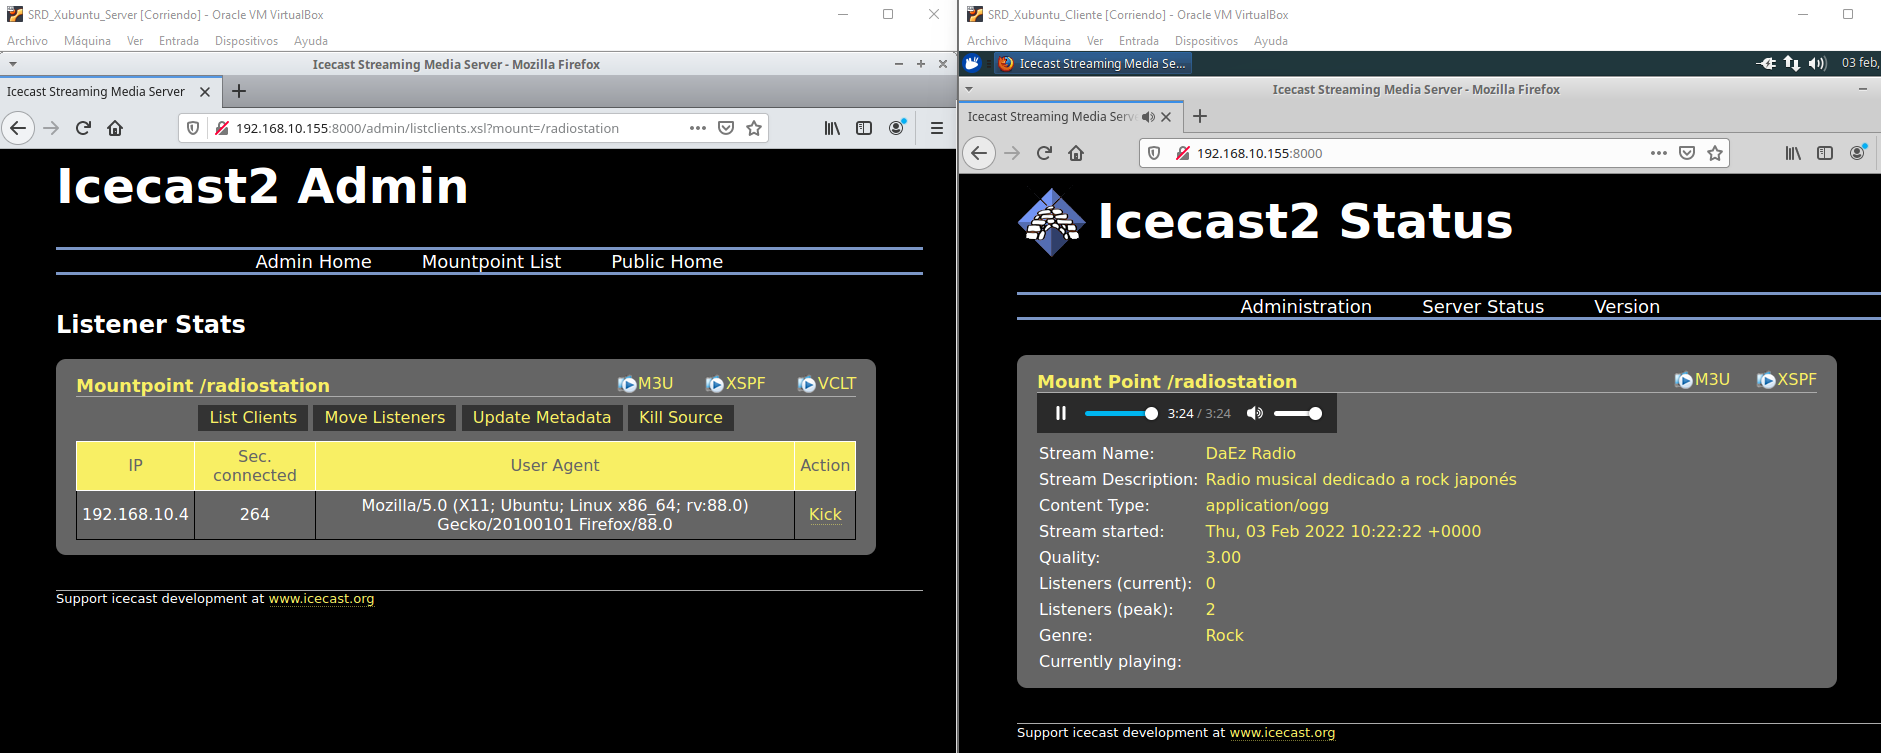 SRD_Xubuntu_Server [Corriendo] - Oracle VM VirtualBox
Archivo Máquina Ver Entrada Dispositivos Ayuda
Icecast Streaming Media Server - Mozilla Firefox
Icecast Streaming Media Server
192.168.10.155:8000/admin/listclients.xsl?mount=/radiostation
Icecast2 Admin
Admin Home Mountpoint List Public Home
Listener Stats
Mountpoint /radiostation M3U XSPF VCLT
List Clients Move Listeners Update Metadata Kill Source
IP Sec. connected User Agent Action
192.168.10.4 264 Mozilla/5.0 (X11; Ubuntu; Linux x86_64; rv:88.0) Gecko/20100101 Firefox/88.0 Kick
Support icecast development at www.icecast.org
SRD_Xubuntu_Cliente [Corriendo] - Oracle VM VirtualBox
Archivo Máquina Ver Entrada Dispositivos Ayuda
Icecast Streaming Media Se... 03 feb,
Icecast Streaming Media Server - Mozilla Firefox
Icecast Streaming Media Serv
192.168.10.155:8000
Icecast2 Status
Administration Server Status Version
Mount Point /radiostation M3U XSPF
3:24 / 3:24
Stream Name: DaEz Radio
Stream Description: Radio musical dedicado a rock japonés
Content Type: application/ogg
Stream started: Thu, 03 Feb 2022 10:22:22 +0000
Quality: 3.00
Listeners (current): 0
Listeners (peak): 2
Genre: Rock
Currently playing:
Support icecast development at www.icecast.org